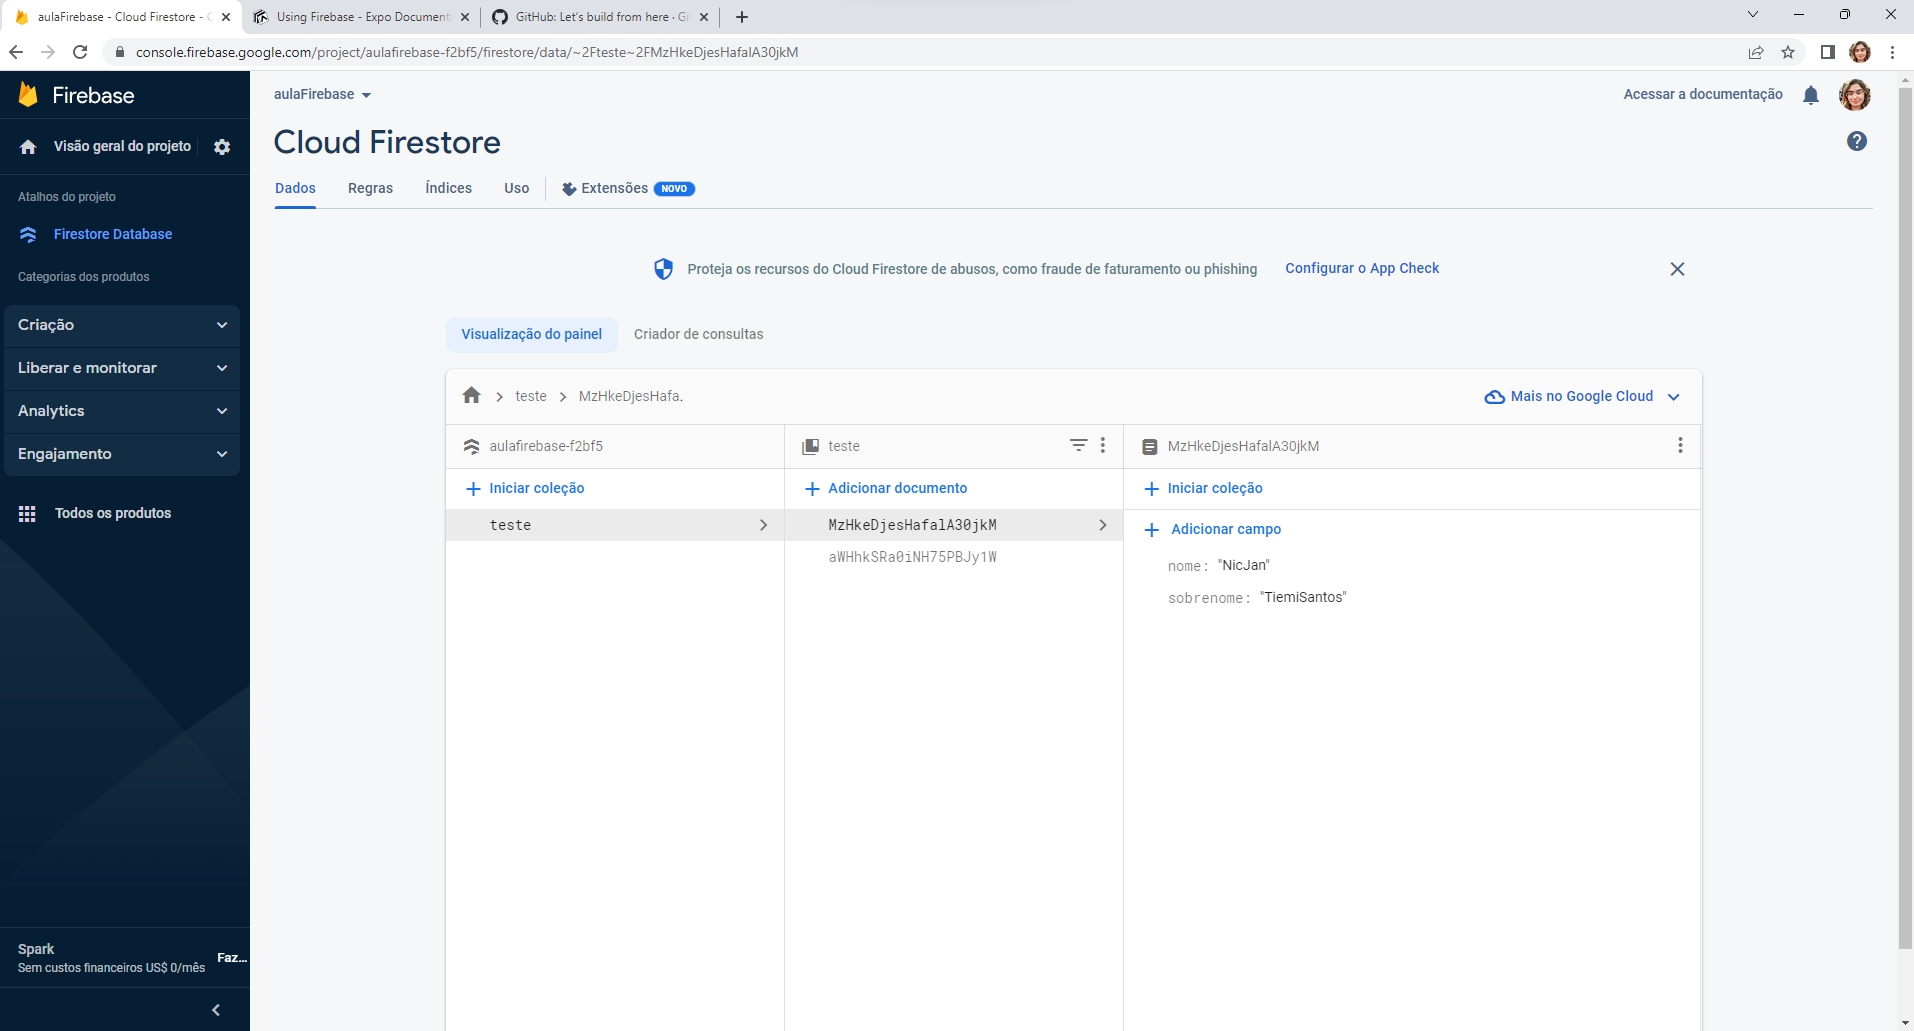 aulaFirebase - Cloud Firestore - C
Using Firebase - Expo Document
GitHub: Let's build from here · Gi
console.firebase.google.com/project/aulafirebase-f2bf5/firestore/data/~2Fteste~2FMzHkeDjesHafalA30jkM
Firebase
aulaFirebase
Acessar a documentação
Cloud Firestore
Visão geral do projeto
Dados
Regras
Índices
Uso
Extensões
NOVO
Atalhos do projeto
Firestore Database
Categorias dos produtos
Criação
Liberar e monitorar
Analytics
Engajamento
Todos os produtos
Proteja os recursos do Cloud Firestore de abusos, como fraude de faturamento ou phishing
Configurar o App Check
Visualização do painel
Criador de consultas
teste
MzHkeDjesHafa.
Mais no Google Cloud
aulafirebase-f2bf5
teste
MzHkeDjesHafalA30jkM
Iniciar coleção
Adicionar documento
Iniciar coleção
teste
MzHkeDjesHafalA30jkM
aWHhkSRa0iNH75PBJy1W
Adicionar campo
nome: "NicJan"
sobrenome: "TiemiSantos"
Spark
Sem custos financeiros US$ 0/mês
Faz...